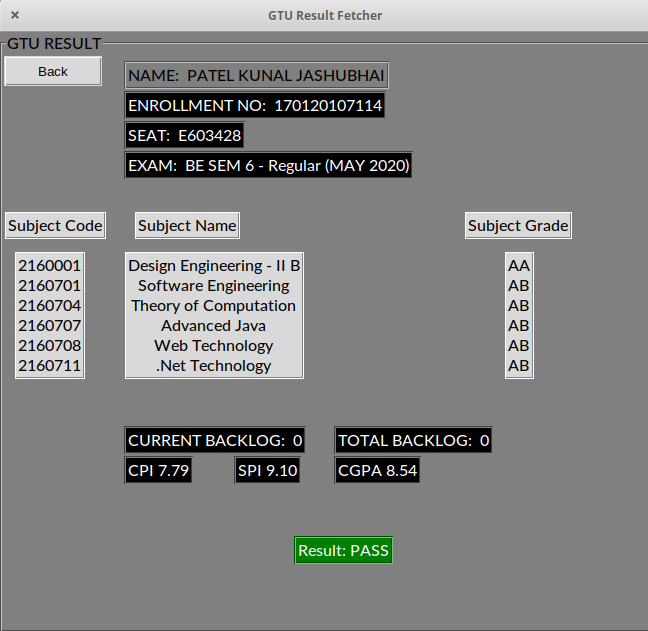 GTU Result Fetcher
GTU RESULT
Back
NAME:  PATEL KUNAL JASHUBHAI
ENROLLMENT NO:  170120107114
SEAT:  E603428
EXAM:  BE SEM 6 - Regular (MAY 2020)
Subject Code Subject Name Subject Grade
2160001 Design Engineering - II B AA
2160701 Software Engineering AB
2160704 Theory of Computation AB
2160707 Advanced Java AB
2160708 Web Technology AB
2160711 .Net Technology AB
CURRENT BACKLOG:  0 TOTAL BACKLOG:  0
CPI 7.79 SPI 9.10 CGPA 8.54
Result: PASS